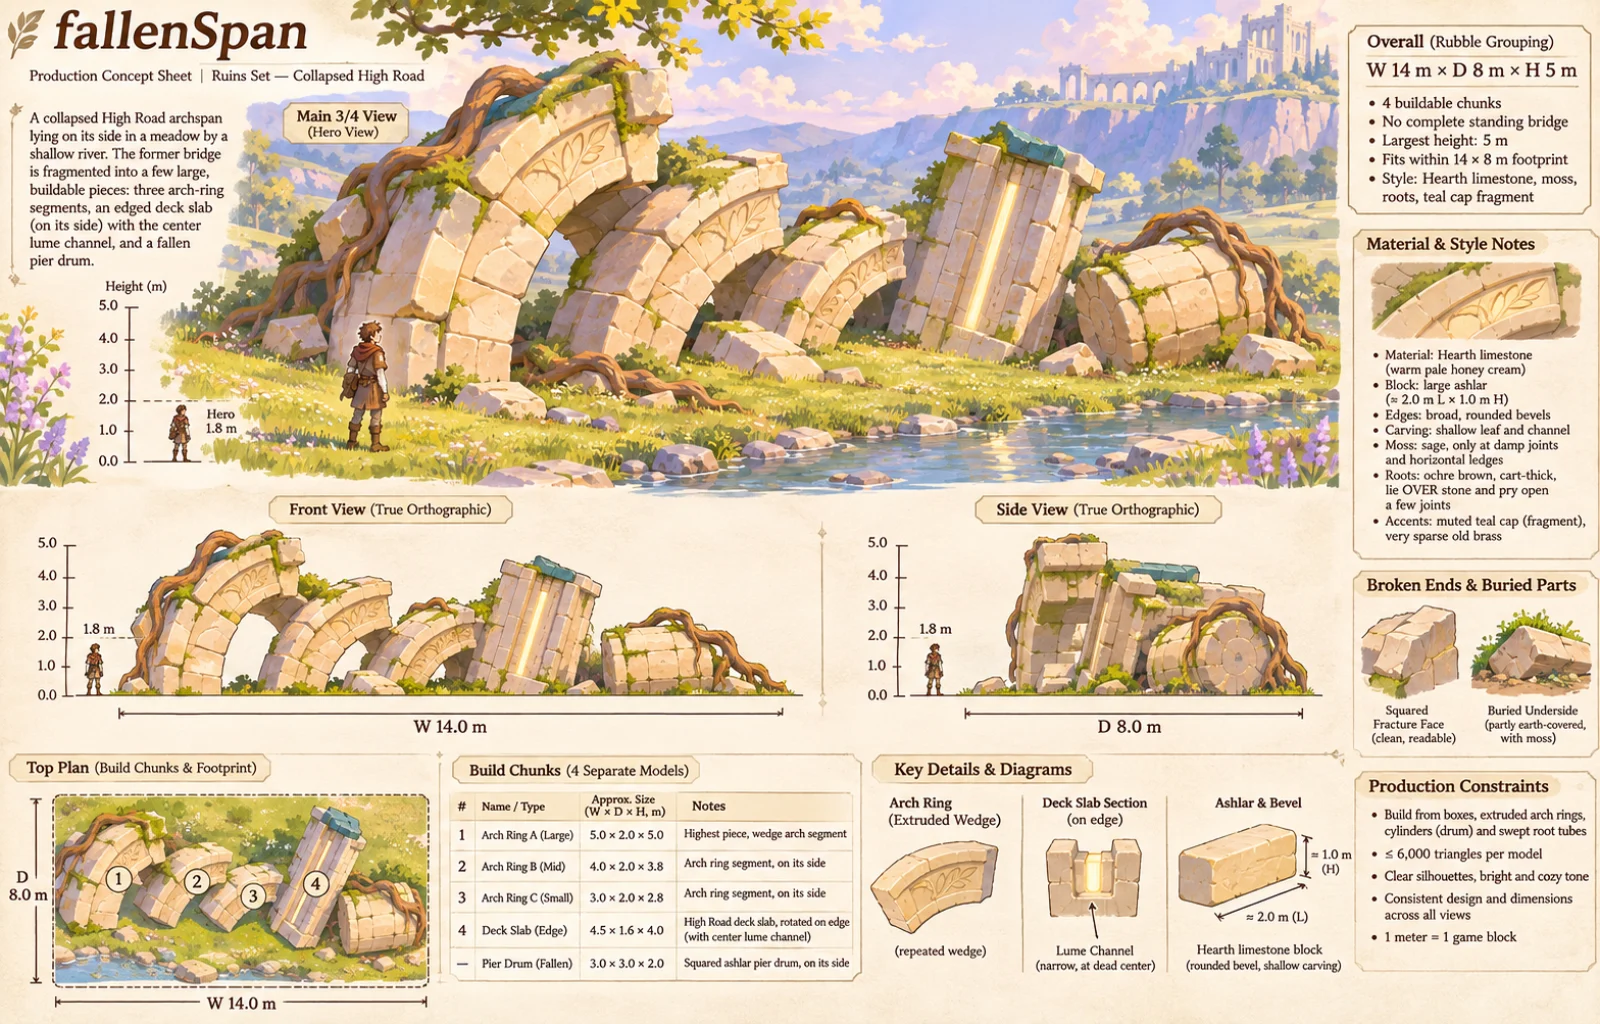 fallenSpan
Production Concept Sheet | Ruins Set — Collapsed High Road
A collapsed High Road archspan
lying on its side in a meadow by a
shallow river. The former bridge
is fragmented into a few large,
buildable pieces: three arch-ring
segments, an edged deck slab
(on its side) with the center
lume channel, and a fallen
pier drum.
Main 3/4 View
(Hero View)
Height (m)
5.0
4.0
3.0
2.0
1.0
0.0
Hero
1.8 m
Overall (Rubble Grouping)
W 14 m × D 8 m × H 5 m
• 4 buildable chunks
• No complete standing bridge
• Largest height: 5 m
• Fits within 14 × 8 m footprint
• Style: Hearth limestone, moss,
roots, teal cap fragment
Material & Style Notes
• Material: Hearth limestone
(warm pale honey cream)
• Block: large ashlar
(≈ 2.0 m L × 1.0 m H)
• Edges: broad, rounded bevels
• Carving: shallow leaf and channel
• Moss: sage, only at damp joints
and horizontal ledges
• Roots: ochre brown, cart-thick,
lie OVER stone and pry open
a few joints
• Accents: muted teal cap (fragment),
very sparse old brass
Front View (True Orthographic)
5.0
4.0
3.0
2.0
1.0
0.0
1.8 m
W 14.0 m
Side View (True Orthographic)
5.0
4.0
3.0
2.0
1.0
0.0
1.8 m
D 8.0 m
Broken Ends & Buried Parts
Squared
Fracture Face
(clean, readable)
Buried Underside
(partly earth-covered,
with moss)
Top Plan (Build Chunks & Footprint)
D
8.0 m
1
2
3
4
W 14.0 m
Build Chunks (4 Separate Models)
# Name / Type Approx. Size (W × D × H, m) Notes
1 Arch Ring A (Large) 5.0 × 2.0 × 5.0 Highest piece, wedge arch segment
2 Arch Ring B (Mid) 4.0 × 2.0 × 3.8 Arch ring segment, on its side
3 Arch Ring C (Small) 3.0 × 2.0 × 2.8 Arch ring segment, on its side
4 Deck Slab (Edge) 4.5 × 1.6 × 4.0 High Road deck slab, rotated on edge
(with center lume channel)
— Pier Drum (Fallen) 3.0 × 3.0 × 2.0 Squared ashlar pier drum, on its side
Key Details & Diagrams
Arch Ring
(Extruded Wedge)
(repeated wedge)
Deck Slab Section
(on edge)
Lume Channel
(narrow, at dead center)
Ashlar & Bevel
≈ 1.0 m
(H)
≈ 2.0 m (L)
Hearth limestone block
(rounded bevel, shallow carving)
Production Constraints
• Build from boxes, extruded arch rings,
cylinders (drum) and swept root tubes
• ≤ 6,000 triangles per model
• Clear silhouettes, bright and cozy tone
• Consistent design and dimensions
across all views
• 1 meter = 1 game block